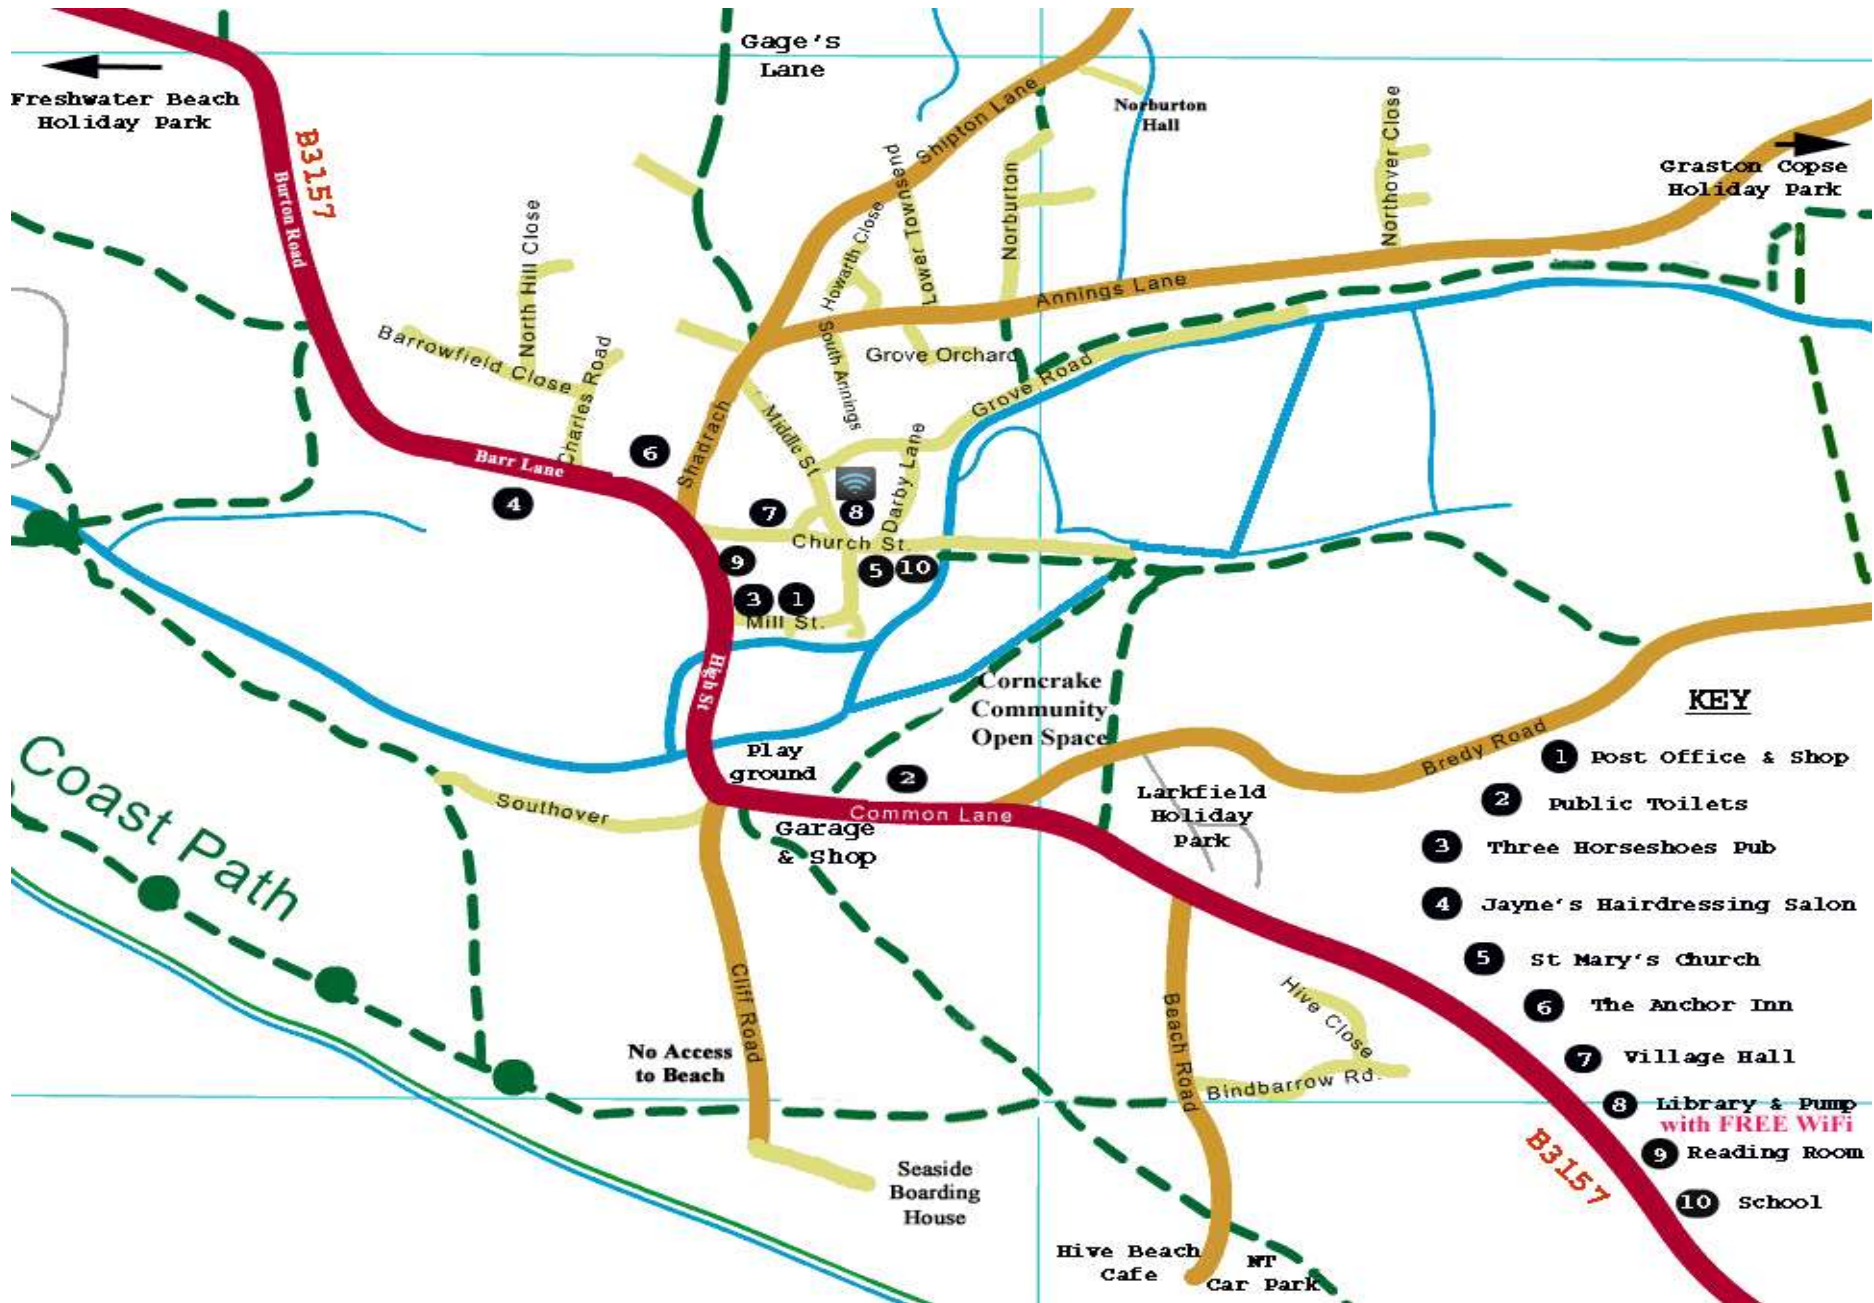 Gage's
Lane
Freshwater Beach
Holiday Park
B3157
Burton Road
Shipton Lane
Norburton
Hall
Northover Close
Graston Copse
Holiday Park
Lower Townsend
Howarth Close
Norburton
North Hill Close
Barrowfield Close
Charles Road
Annings Lane
South Annings
Grove Orchard
Grove Road
Shadrach
Middle St
Darby Lane
Barr Lane
6
4
7
8
Church St.
9
5
10
3
1
Mill St.
High St
Corncrake
Community
Open Space
Play
ground
2
Common Lane
Garage
& Shop
Southover
Bredy Road
Larkfield
Holiday
Park
Coast Path
Cliff Road
No Access
to Beach
Beach Road
Hive Close
Bindbarrow Rd.
Seaside
Boarding
House
Hive Beach
Cafe
NT
Car Park
B3157
KEY
1 Post Office & Shop
2 Public Toilets
3 Three Horseshoes Pub
4 Jayne's Hairdressing Salon
5 St Mary's Church
6 The Anchor Inn
7 Village Hall
8 Library & Pump
with FREE WiFi
9 Reading Room
10 School